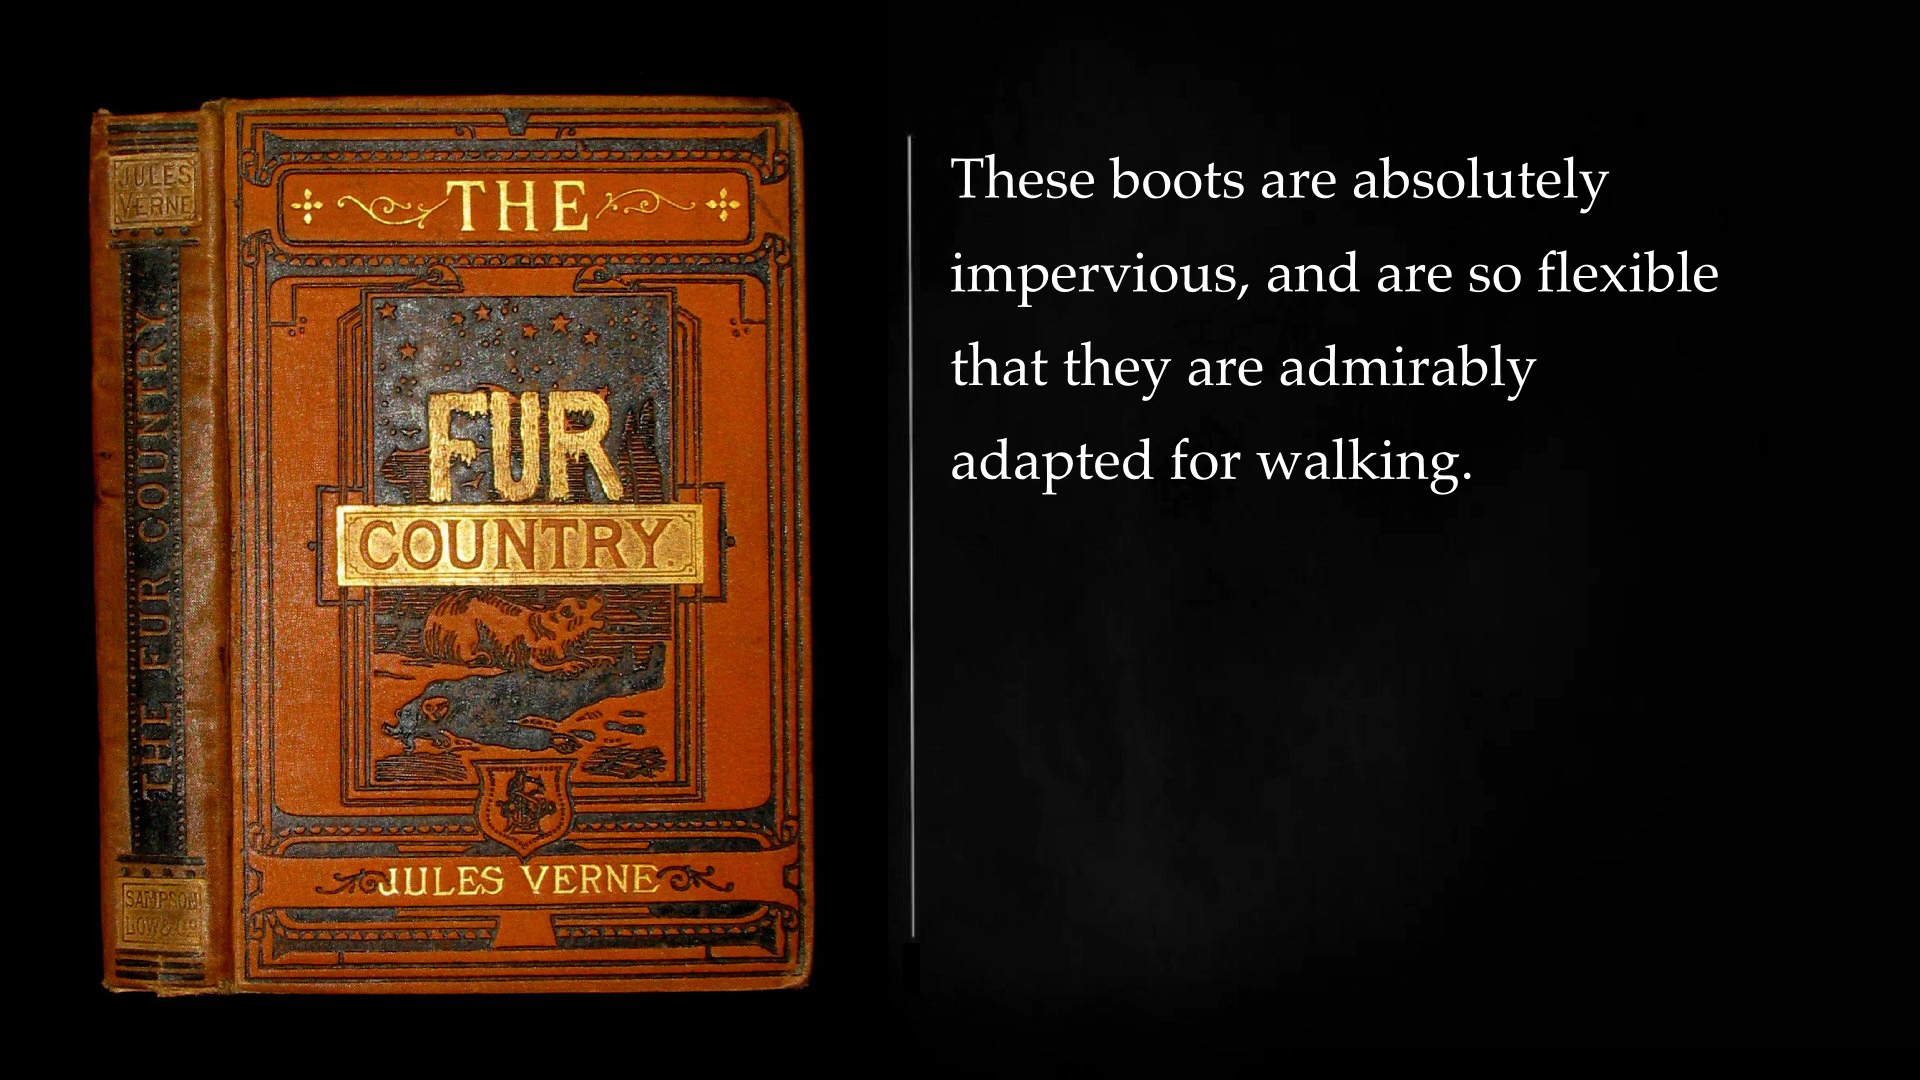 JULES
VERNE
THE FUR COUNTRY.
SAMPSON
LOW & Co
THE
FUR
COUNTRY.
JULES VERNE
These boots are absolutely
impervious, and are so flexible
that they are admirably
adapted for walking.